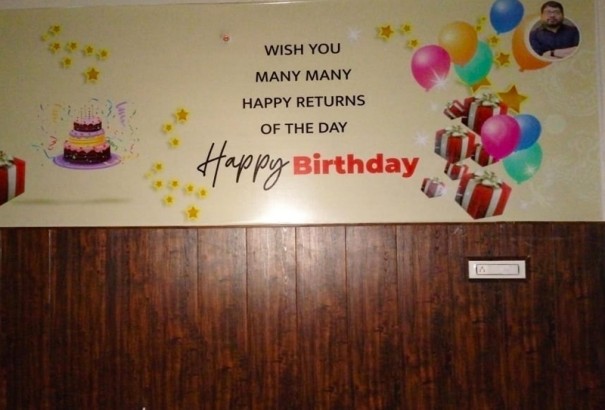 WISH YOU
MANY MANY
HAPPY RETURNS
OF THE DAY
Happy Birthday